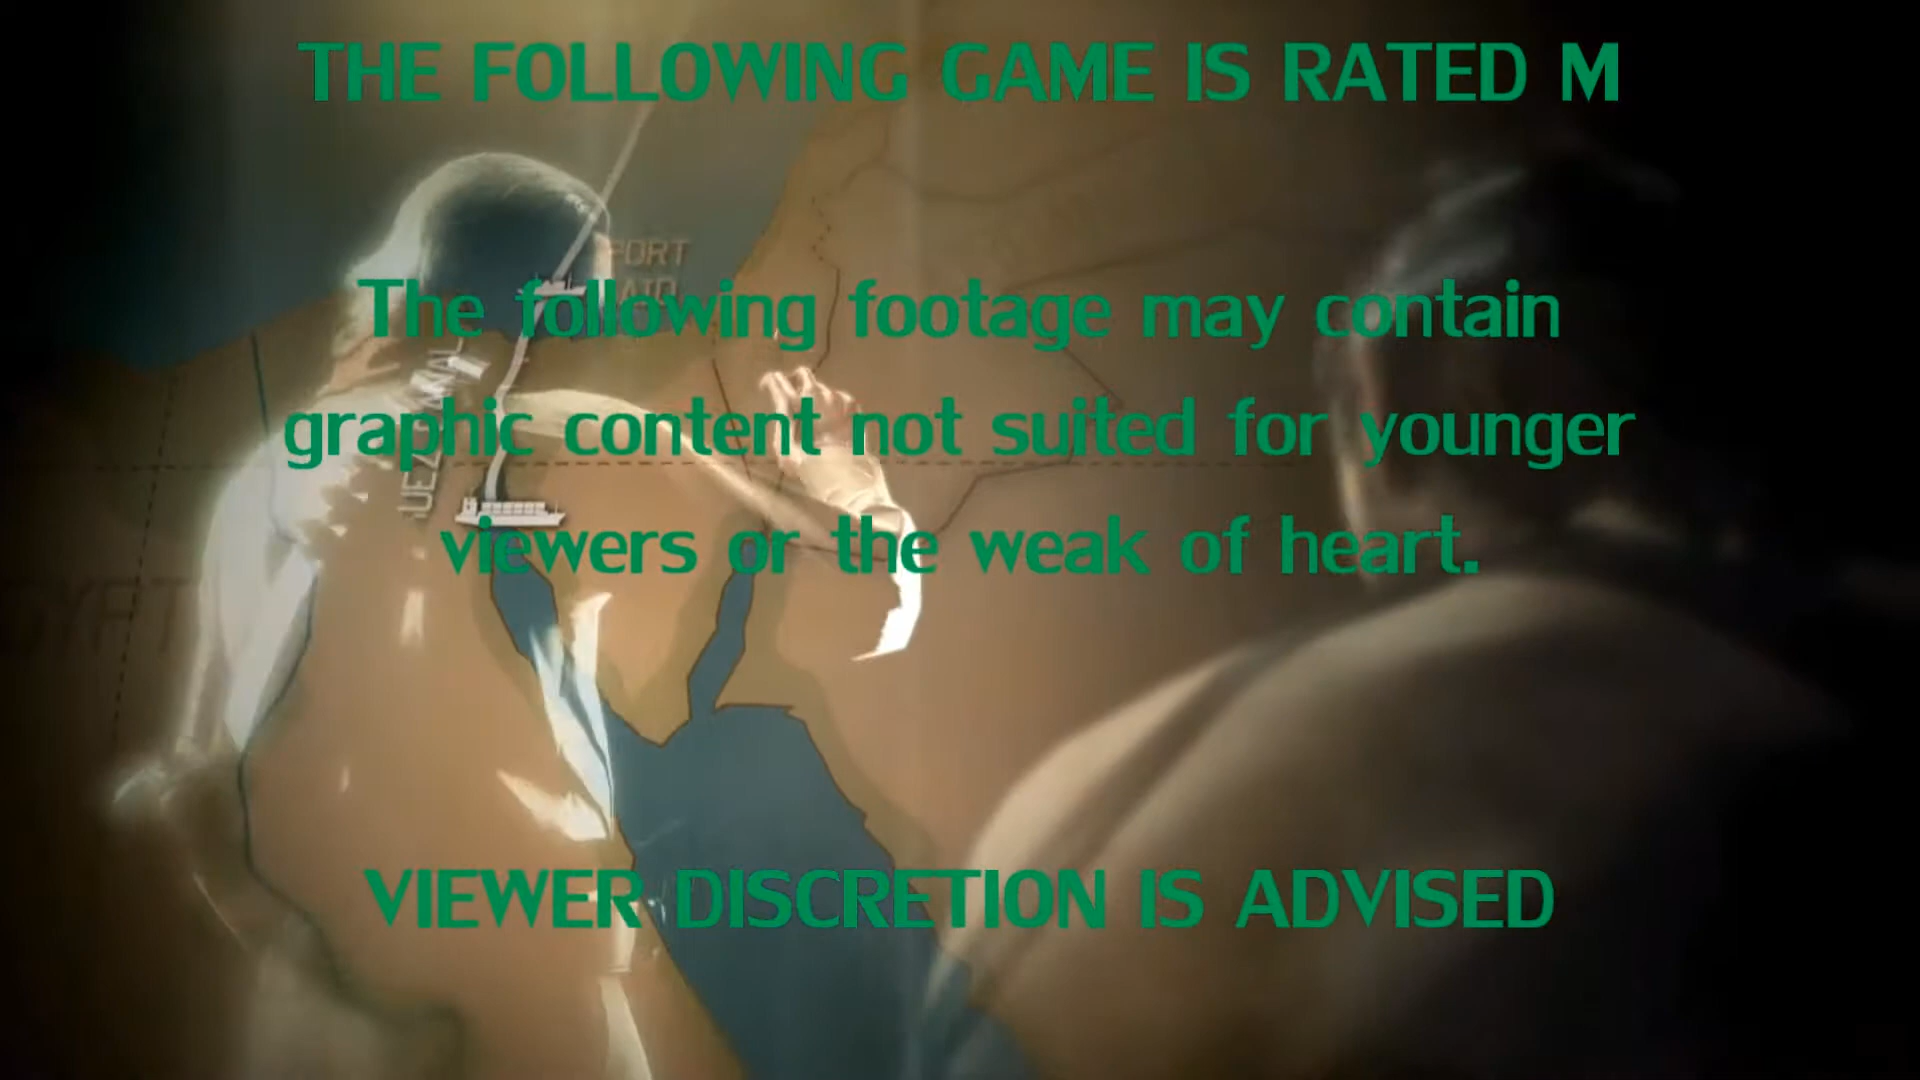 THE FOLLOWING GAME IS RATED M
PORT
The following footage may contain
graphic content not suited for younger
viewers or the weak of heart.
VIEWER DISCRETION IS ADVISED